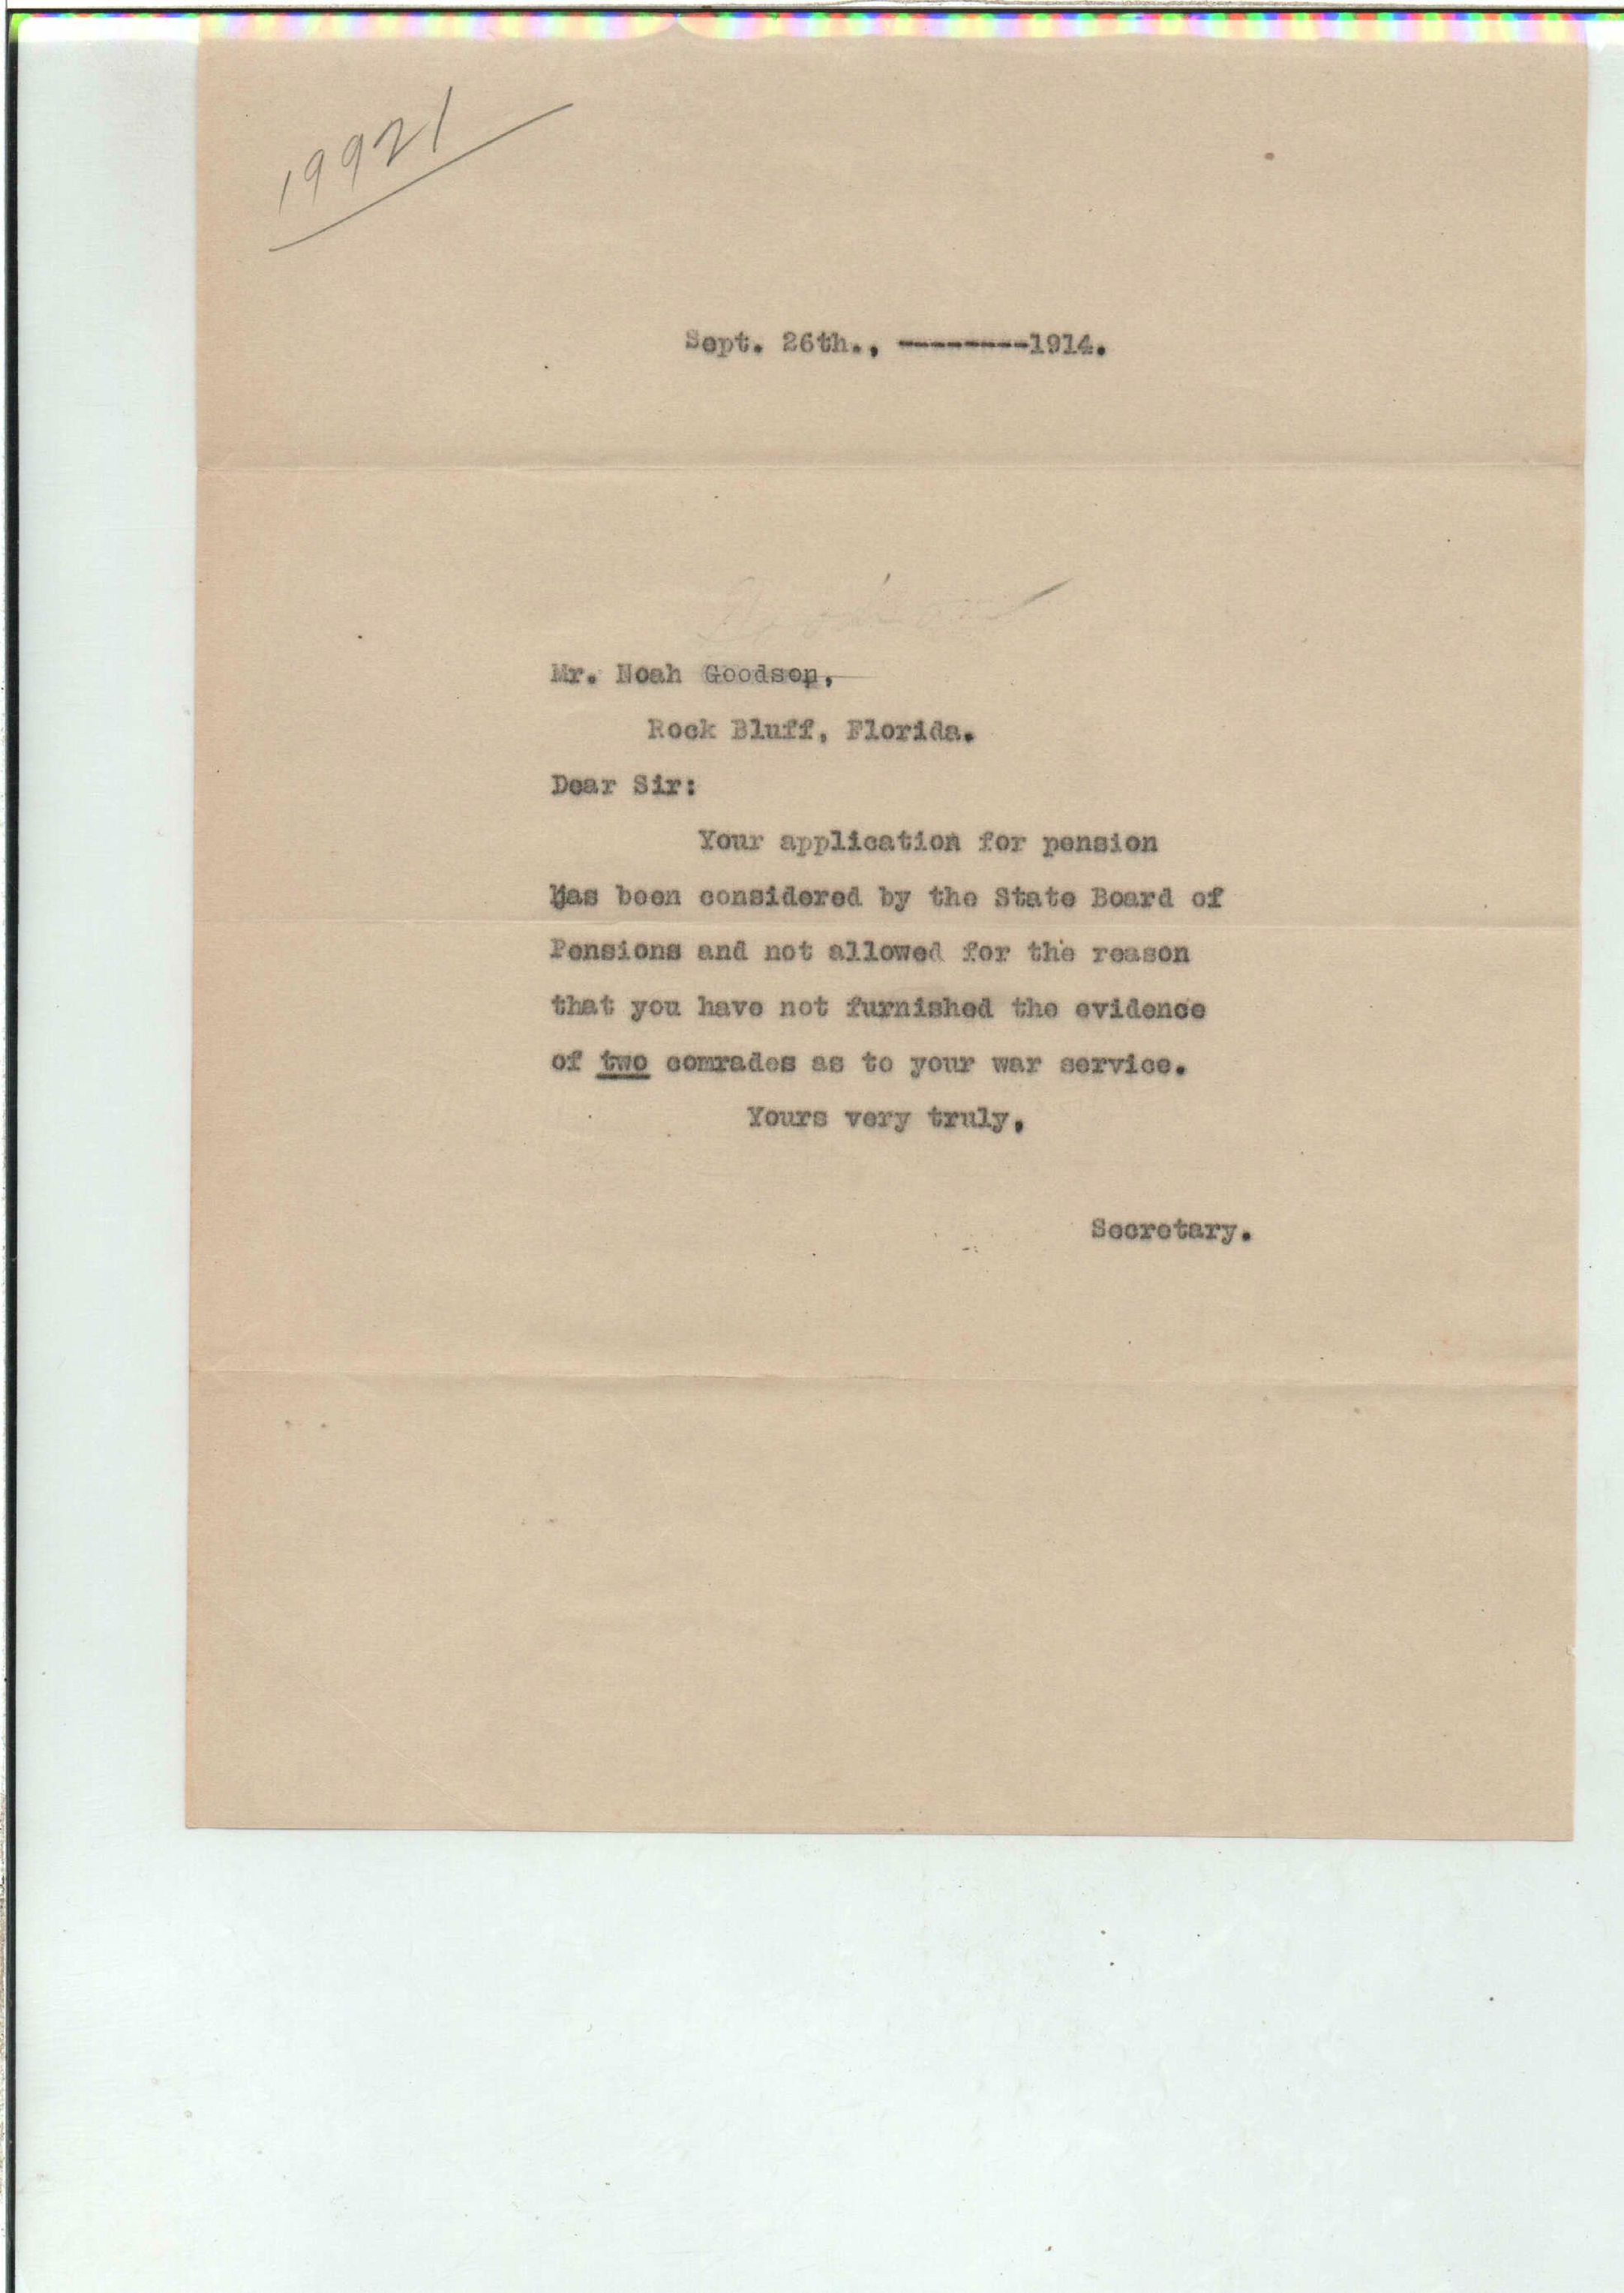 19921
Sept. 26th., --------1914.
Mr. Noah Goodson,
Rock Bluff, Florida.
Dear Sir:
Your application for pension
has been considered by the State Board of
Pensions and not allowed for the reason
that you have not furnished the evidence
of two comrades as to your war service.
Yours very truly,
Secretary.